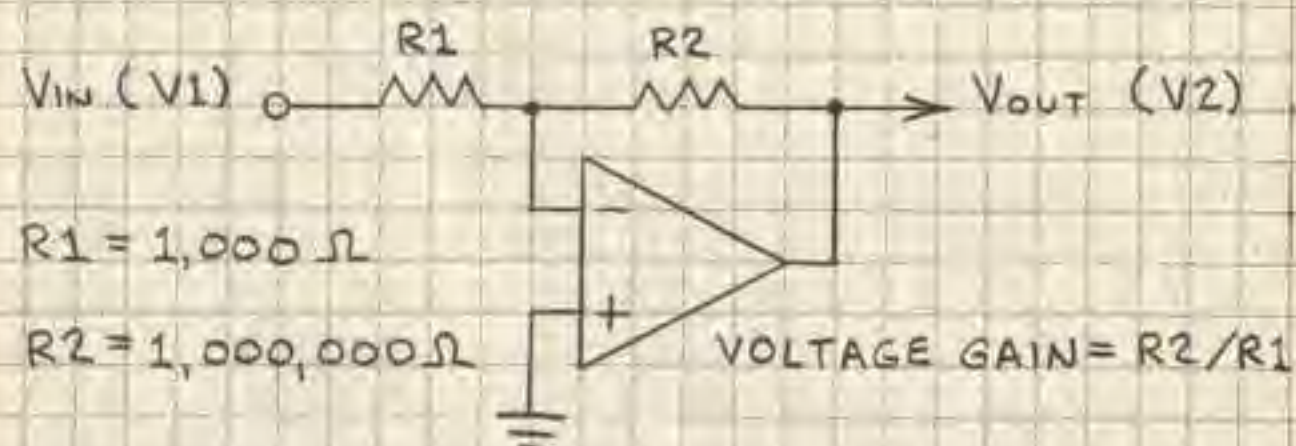 R1 R2
VIN (V1) VOUT (V2)
−
R1 = 1,000 Ω
+
R2 = 1,000,000 Ω VOLTAGE GAIN = R2/R1